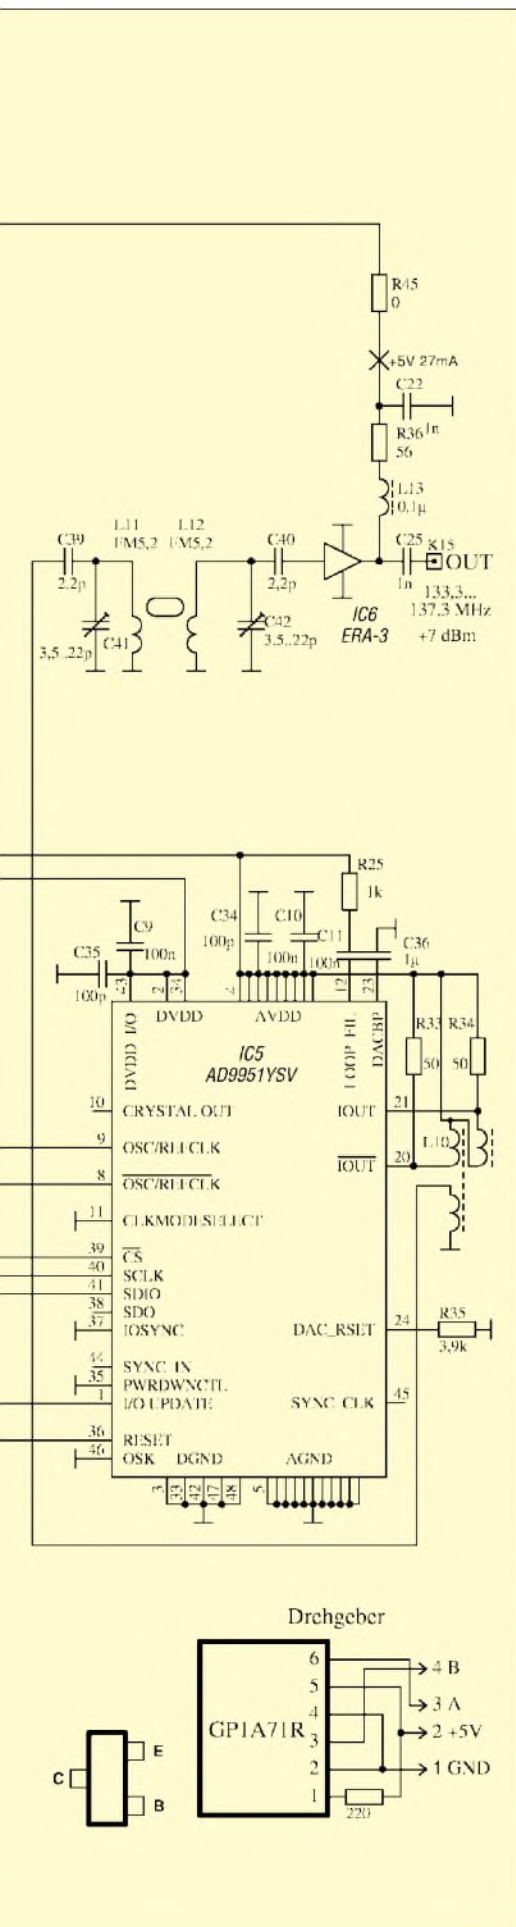 R45
0
+5V 27mA
C22
1n
R36
56
L13
0,1µ
C39
2,2p
L11
FM5,2
L12
FM5,2
C40
2,2p
C25
1n
K15
OUT
133,3...
137,3 MHz
+7 dBm
IC6
ERA-3
3,5..22p
C41
C42
3,5..22p
R25
1k
C9
100n
C35
100p
C34
100p
C10
100n
C11
100n
C36
1µ
43
2
34
4
12
23
DVDD I/O
DVDD
AVDD
LOOP_FIL
DACBP
IC5
AD9951YSV
R33
50
R34
50
10 CRYSTAL OUT
IOUT 21
9 OSC/REFCLK
L10
IOUT 20
8 OSC/REFCLK
11 CLKMODESELECT
39 CS
40 SCLK
41 SDIO
38 SDO
37 IOSYNC
DAC_RSET 24
R35
3,9k
44 SYNC_IN
35 PWRDWNCTL
1 I/O UPDATE
SYNC_CLK 45
36 RESET
46 OSK
DGND
AGND
3
33
42
47
48
5
Drehgeber
GP1A71R
6
5
4
3
2
1
4 B
3 A
2 +5V
1 GND
220
E
C
B